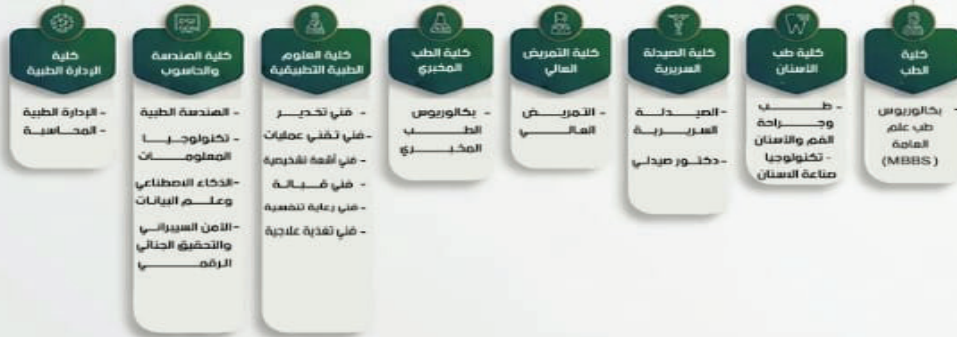 كلية
الطب
- بكالوريوس
طب علم
العامة
(MBBS)
كلية طب
الأسنان
- طب
وجراحة
الفم والأسنان
- تكنولوجيا
صناعة الاسنان
كلية الصيدلة
السريرية
- الصيدلة
السريرية
- دكتور صيدلي
كلية التمريض
العالي
- التمريض
العالي
كلية الطب
المخبري
- بكالوريوس
الطب
المخبري
كلية العلوم
الطبية التطبيقية
- فني تخدير
- فني تقني عمليات
- فني أشعة تشخيصية
- فني قبالة
- فني رعاية تنفسية
- فني تغذية علاجية
كلية الهندسة
والحاسوب
- الهندسة الطبية
- تكنولوجيا
المعلومات
- الذكاء الاصطناعي
وعلم البيانات
- الأمن السيبراني
والتحقيق الجنائي
الرقمي
كلية
الإدارة الطبية
- الإدارة الطبية
- المحاسبة